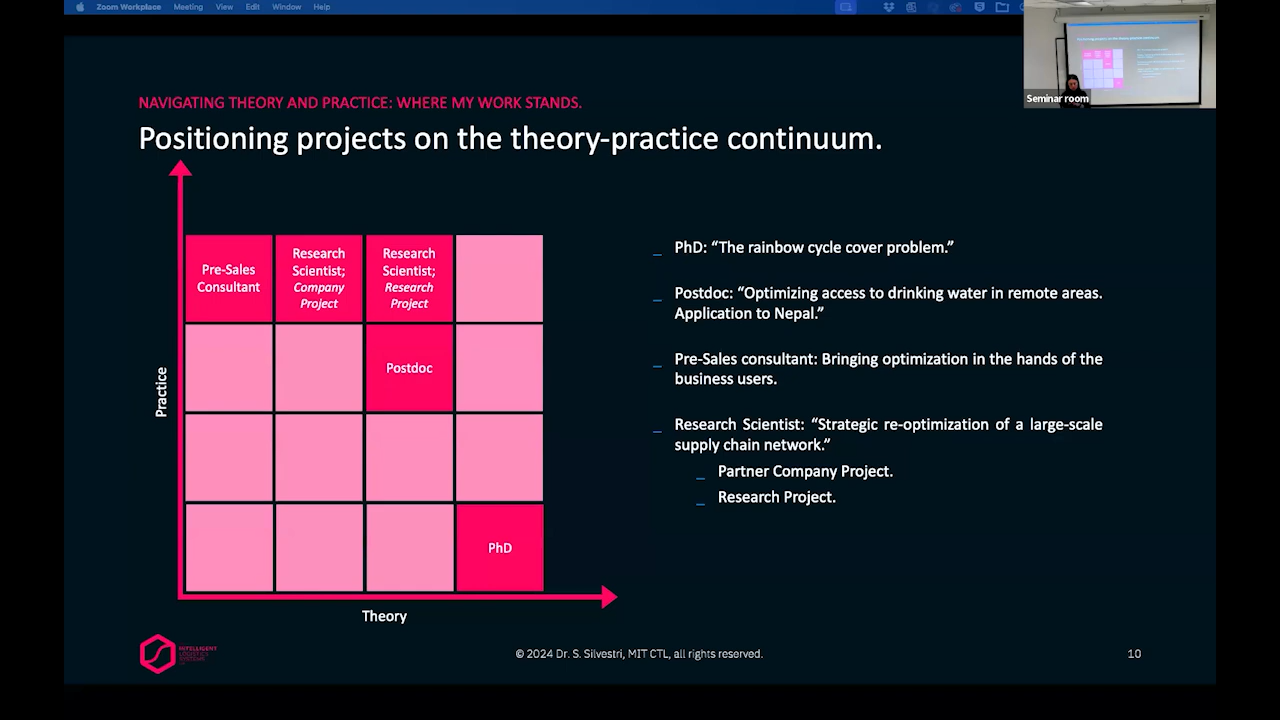 Zoom Workplace Meeting View Edit Window Help
Seminar room
NAVIGATING THEORY AND PRACTICE: WHERE MY WORK STANDS.
Positioning projects on the theory-practice continuum.
Practice
Pre-Sales
Consultant
Research
Scientist;
Company
Project
Research
Scientist;
Research
Project
Postdoc
PhD
Theory
_ PhD: “The rainbow cycle cover problem.”
_ Postdoc: “Optimizing access to drinking water in remote areas.
Application to Nepal.”
_ Pre-Sales consultant: Bringing optimization in the hands of the
business users.
_ Research Scientist: “Strategic re-optimization of a large-scale
supply chain network.”
_ Partner Company Project.
_ Research Project.
INTELLIGENT
LOGISTICS
SYSTEMS
© 2024 Dr. S. Silvestri, MIT CTL, all rights reserved.
10